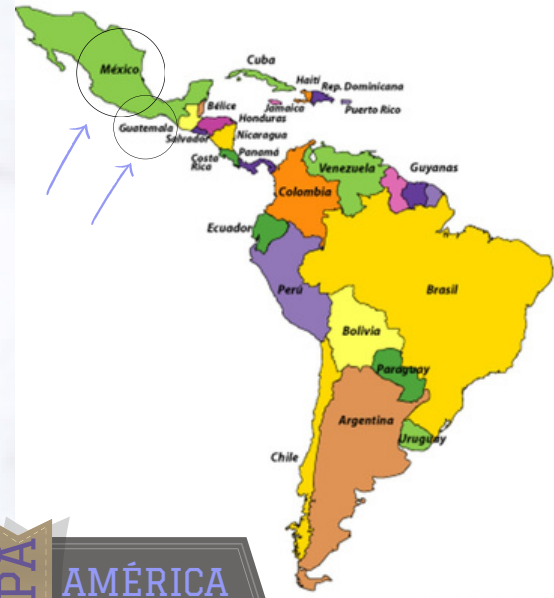 México
Cuba
Haití
Rep. Dominicana
Bélice
Jamaica
Puerto Rico
Honduras
Guatemala
Salvador
Nicaragua
Costa
Rica
Panamá
Venezuela
Guyanas
Colombia
Ecuador
Perú
Brasil
Bolivia
Paraguay
Argentina
Uruguay
Chile
PA
AMÉRICA